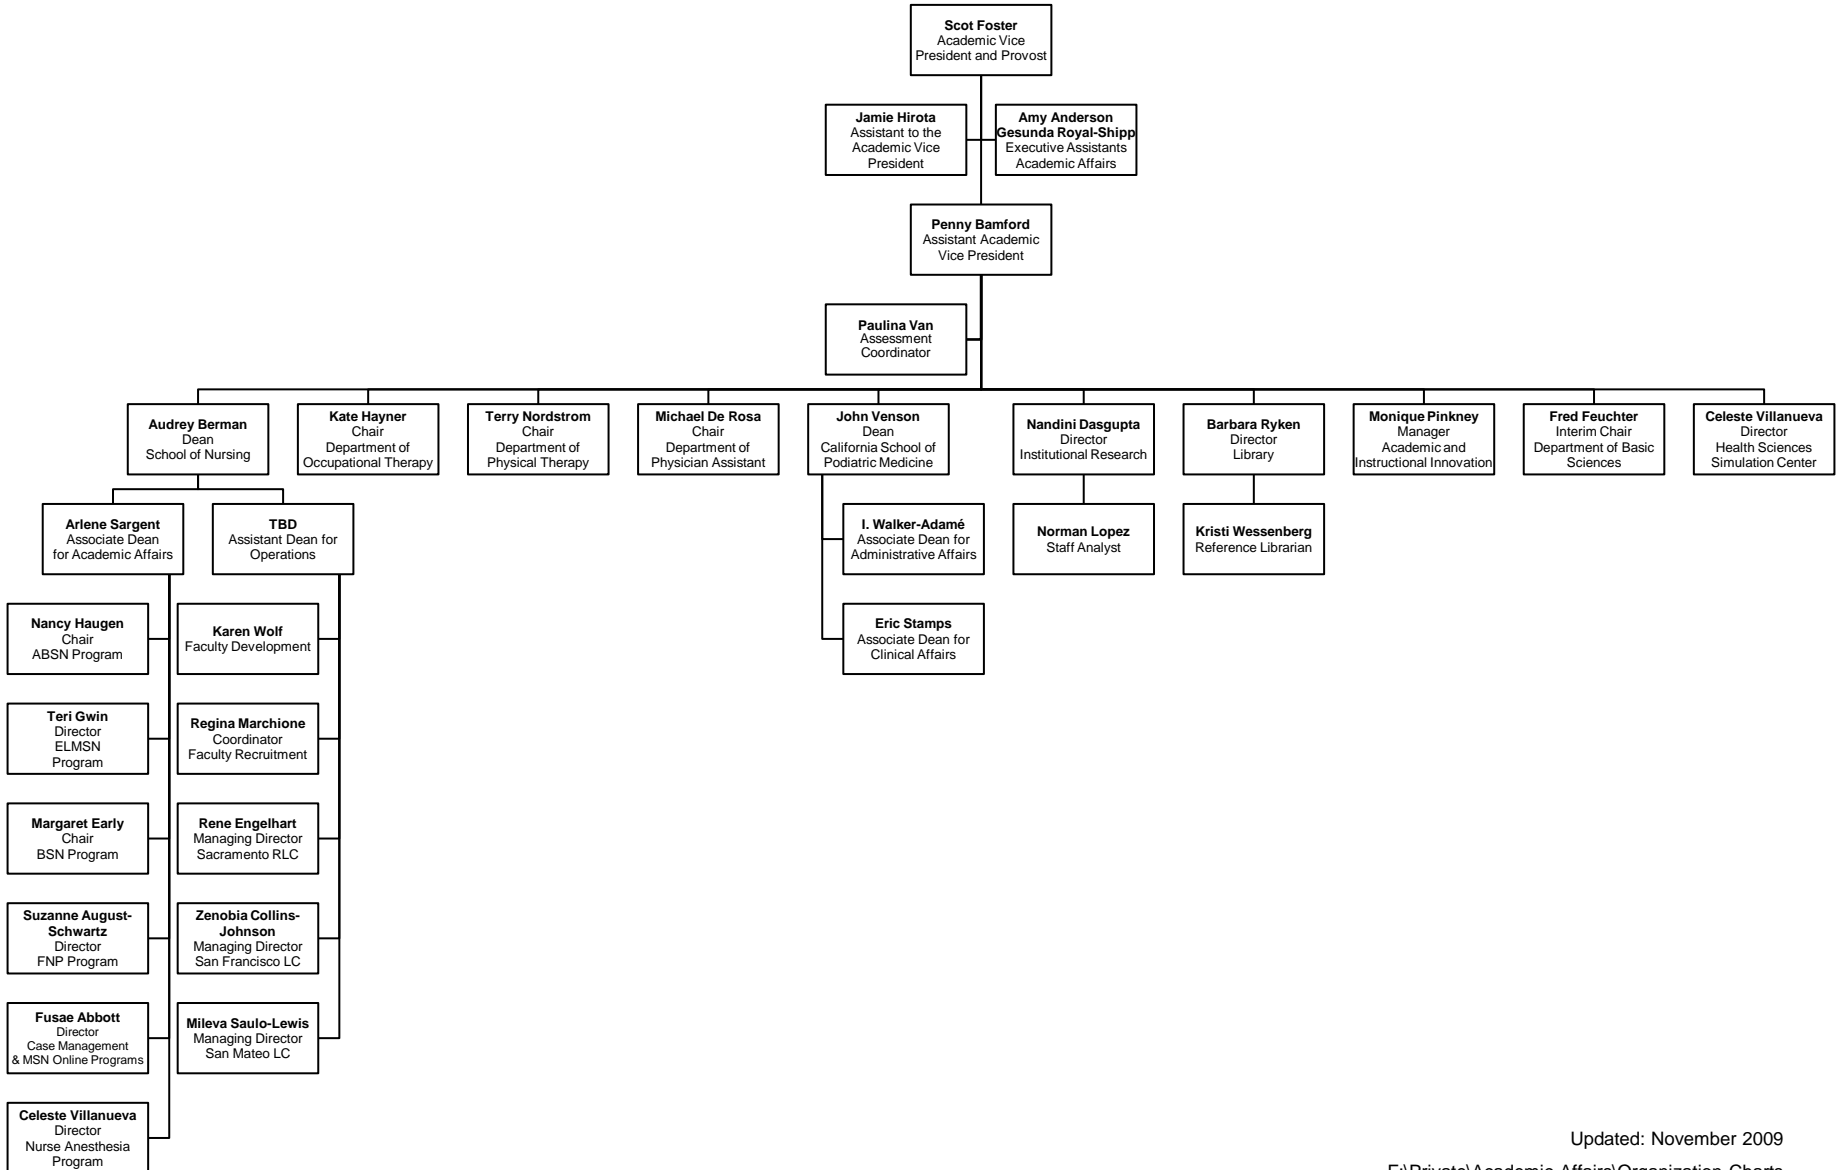 Scot Foster
Academic Vice
President and Provost
Jamie Hirota
Assistant to the
Academic Vice
President
Amy Anderson
Gesunda Royal-Shipp
Executive Assistants
Academic Affairs
Penny Bamford
Assistant Academic
Vice President
Paulina Van
Assessment
Coordinator
Audrey Berman
Dean
School of Nursing
Kate Hayner
Chair
Department of
Occupational Therapy
Terry Nordstrom
Chair
Department of
Physical Therapy
Michael De Rosa
Chair
Department of
Physician Assistant
John Venson
Dean
California School of
Podiatric Medicine
Nandini Dasgupta
Director
Institutional Research
Barbara Ryken
Director
Library
Monique Pinkney
Manager
Academic and
Instructional Innovation
Fred Feuchter
Interim Chair
Department of Basic
Sciences
Celeste Villanueva
Director
Health Sciences
Simulation Center
Arlene Sargent
Associate Dean
for Academic Affairs
TBD
Assistant Dean for
Operations
I. Walker-Adamé
Associate Dean for
Administrative Affairs
Norman Lopez
Staff Analyst
Kristi Wessenberg
Reference Librarian
Nancy Haugen
Chair
ABSN Program
Karen Wolf
Faculty Development
Eric Stamps
Associate Dean for
Clinical Affairs
Teri Gwin
Director
ELMSN
Program
Regina Marchione
Coordinator
Faculty Recruitment
Margaret Early
Chair
BSN Program
Rene Engelhart
Managing Director
Sacramento RLC
Suzanne August-
Schwartz
Director
FNP Program
Zenobia Collins-
Johnson
Managing Director
San Francisco LC
Fusae Abbott
Director
Case Management
& MSN Online Programs
Mileva Saulo-Lewis
Managing Director
San Mateo LC
Celeste Villanueva
Director
Nurse Anesthesia
Program
Updated: November 2009
F:\Private\Academic Affairs\Organization Charts